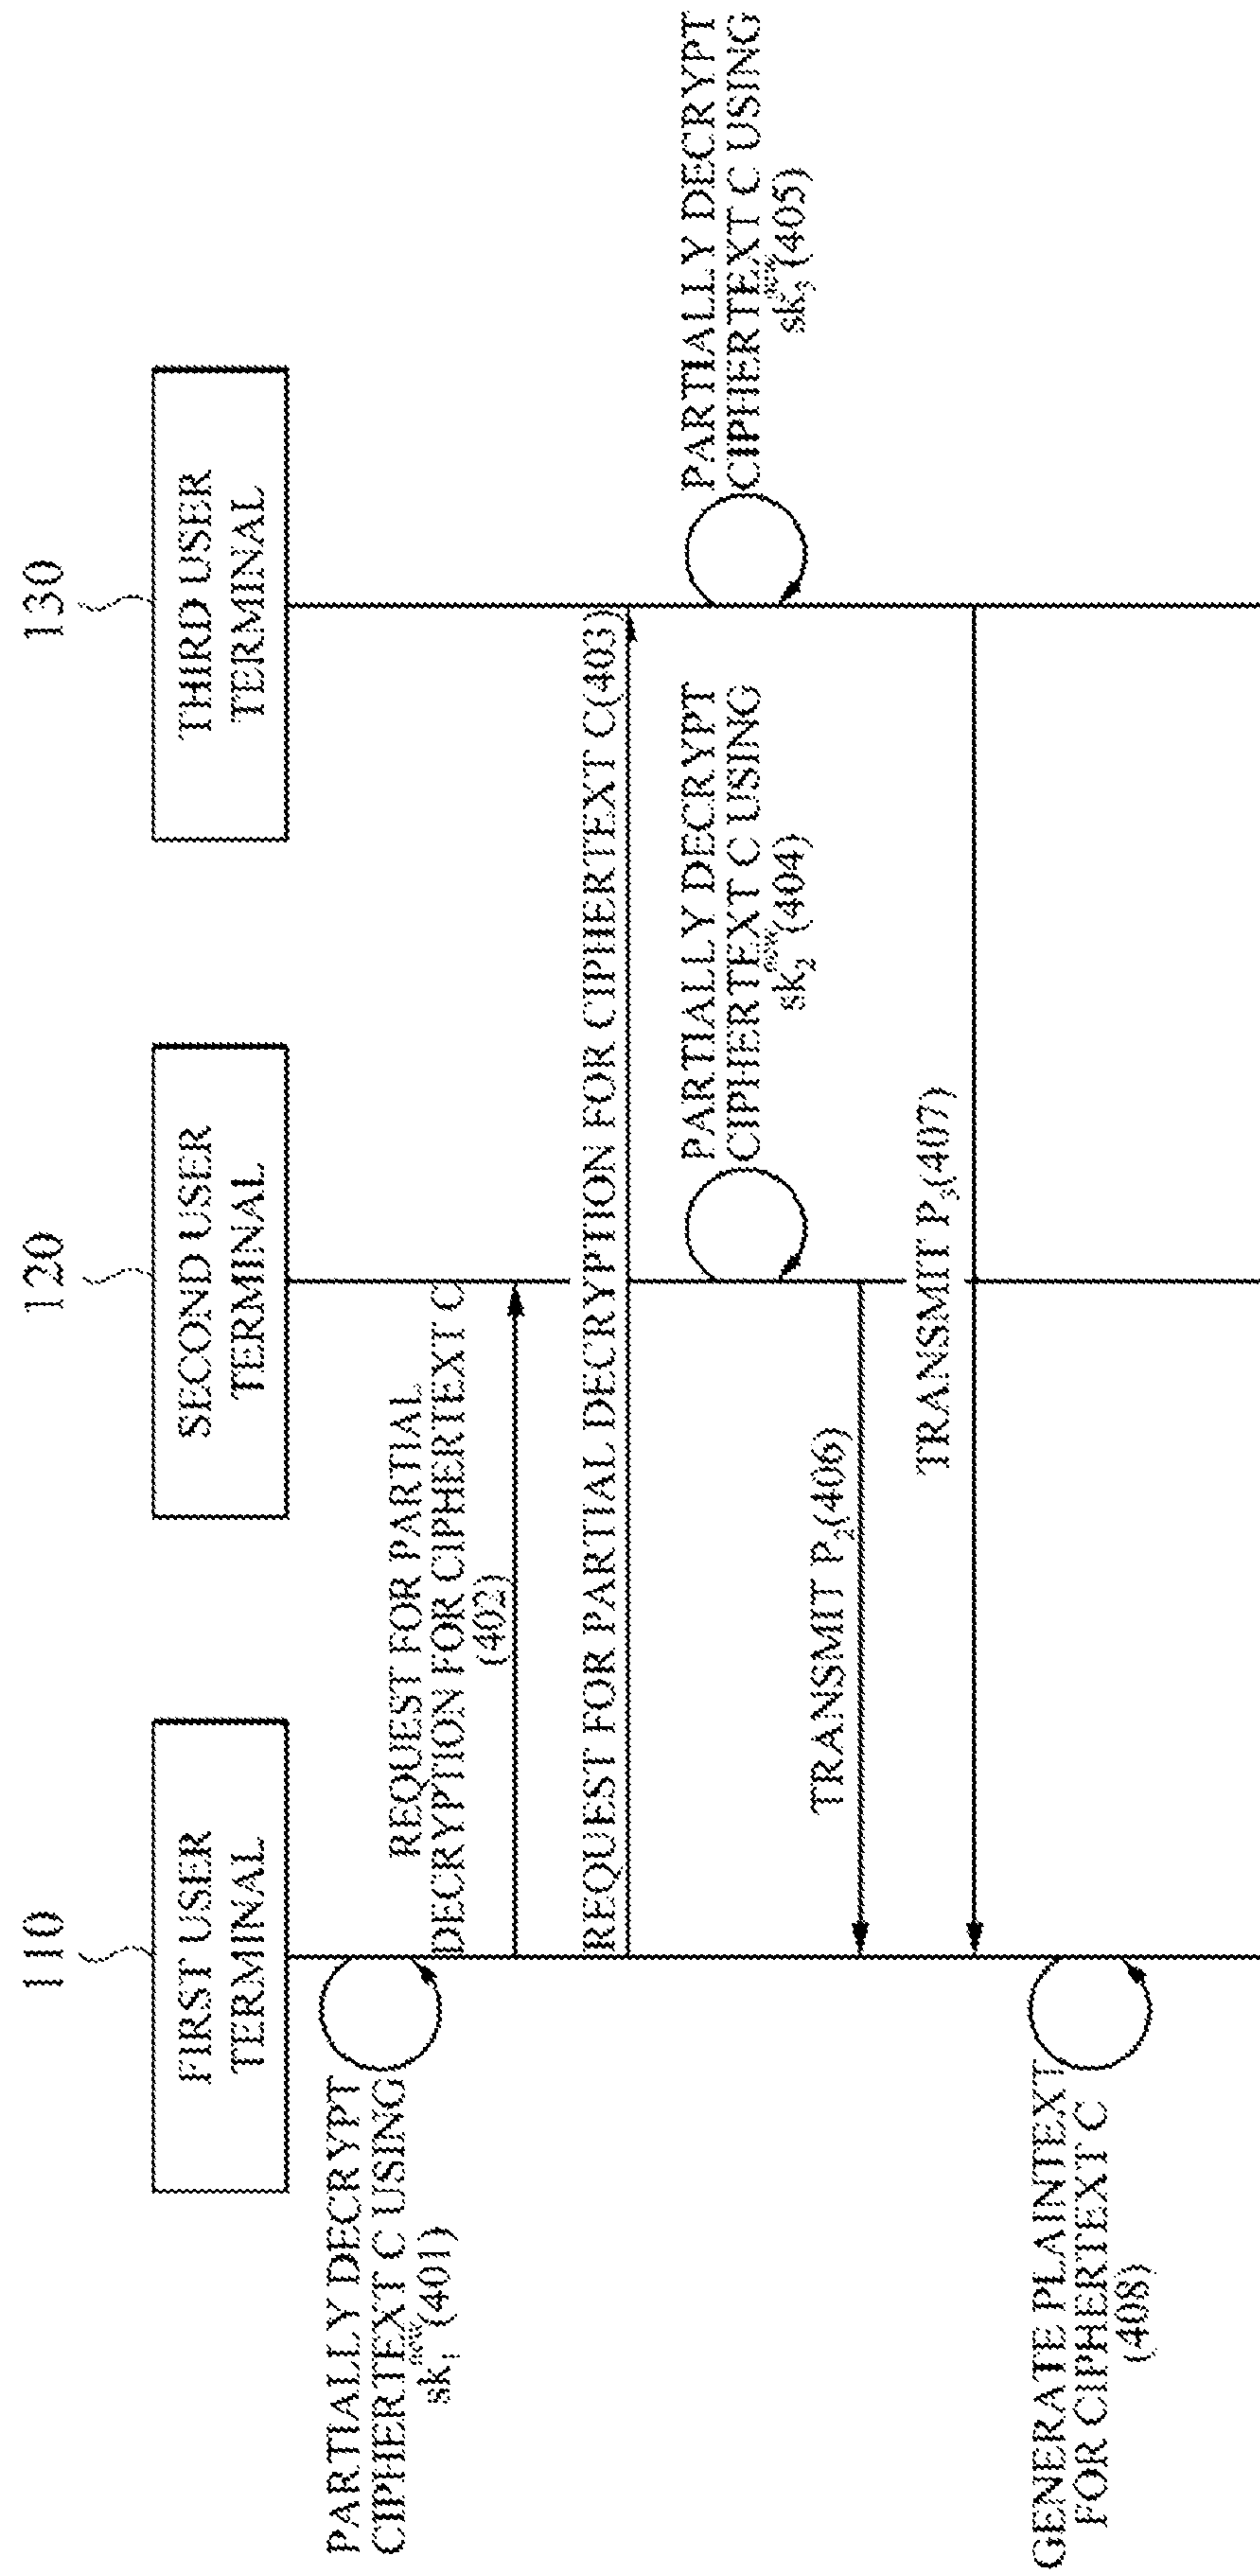 110
120
130
FIRST USER
TERMINAL
SECOND USER
TERMINAL
THIRD USER
TERMINAL
PARTIALLY DECRYPT
CIPHERTEXT C USING
sk₁ⁿᵉʷ (401)
REQUEST FOR PARTIAL
DECRYPTION FOR CIPHERTEXT C
(402)
REQUEST FOR PARTIAL DECRYPTION FOR CIPHERTEXT C(403)
PARTIALLY DECRYPT
CIPHERTEXT C USING
sk₂ⁿᵉʷ (404)
PARTIALLY DECRYPT
CIPHERTEXT C USING
sk₃ⁿᵉʷ (405)
TRANSMIT P₂(406)
TRANSMIT P₃(407)
GENERATE PLAINTEXT
FOR CIPHERTEXT C
(408)